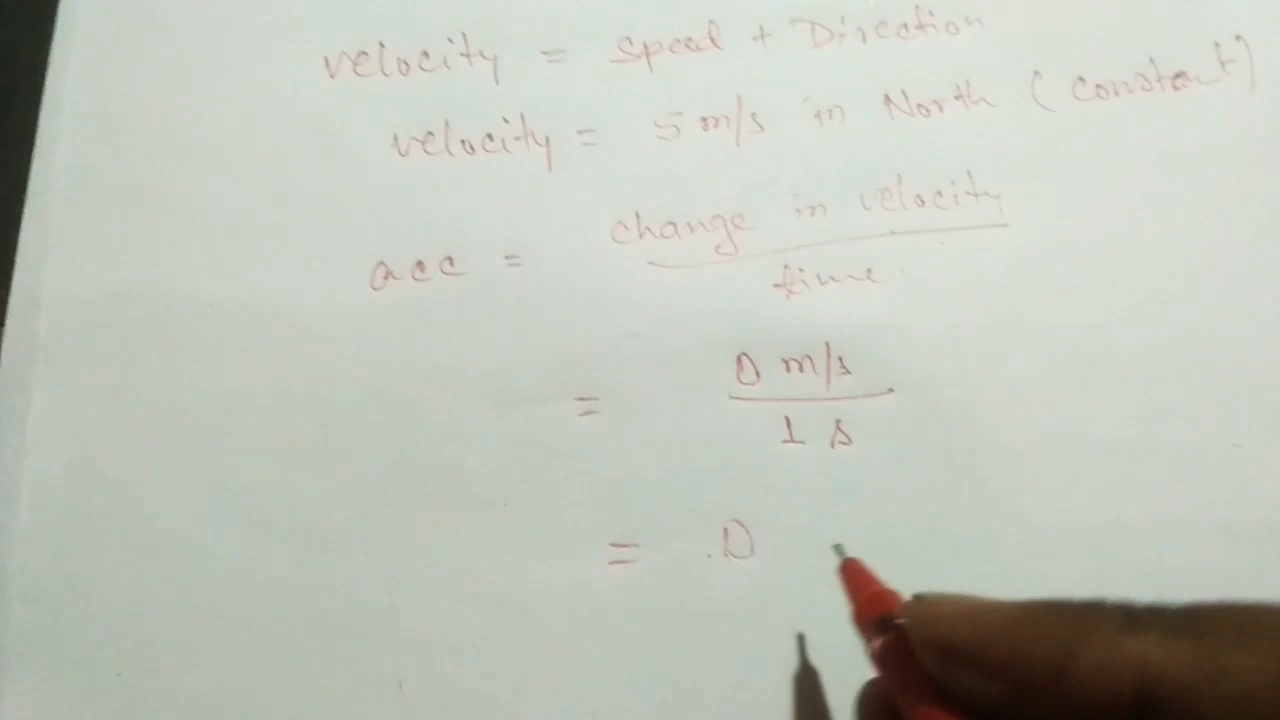 velocity = Speed + Direction
velocity = 5 m/s in North (constant)
acc = change in velocity
time
= 0 m/s
1 s
= 0